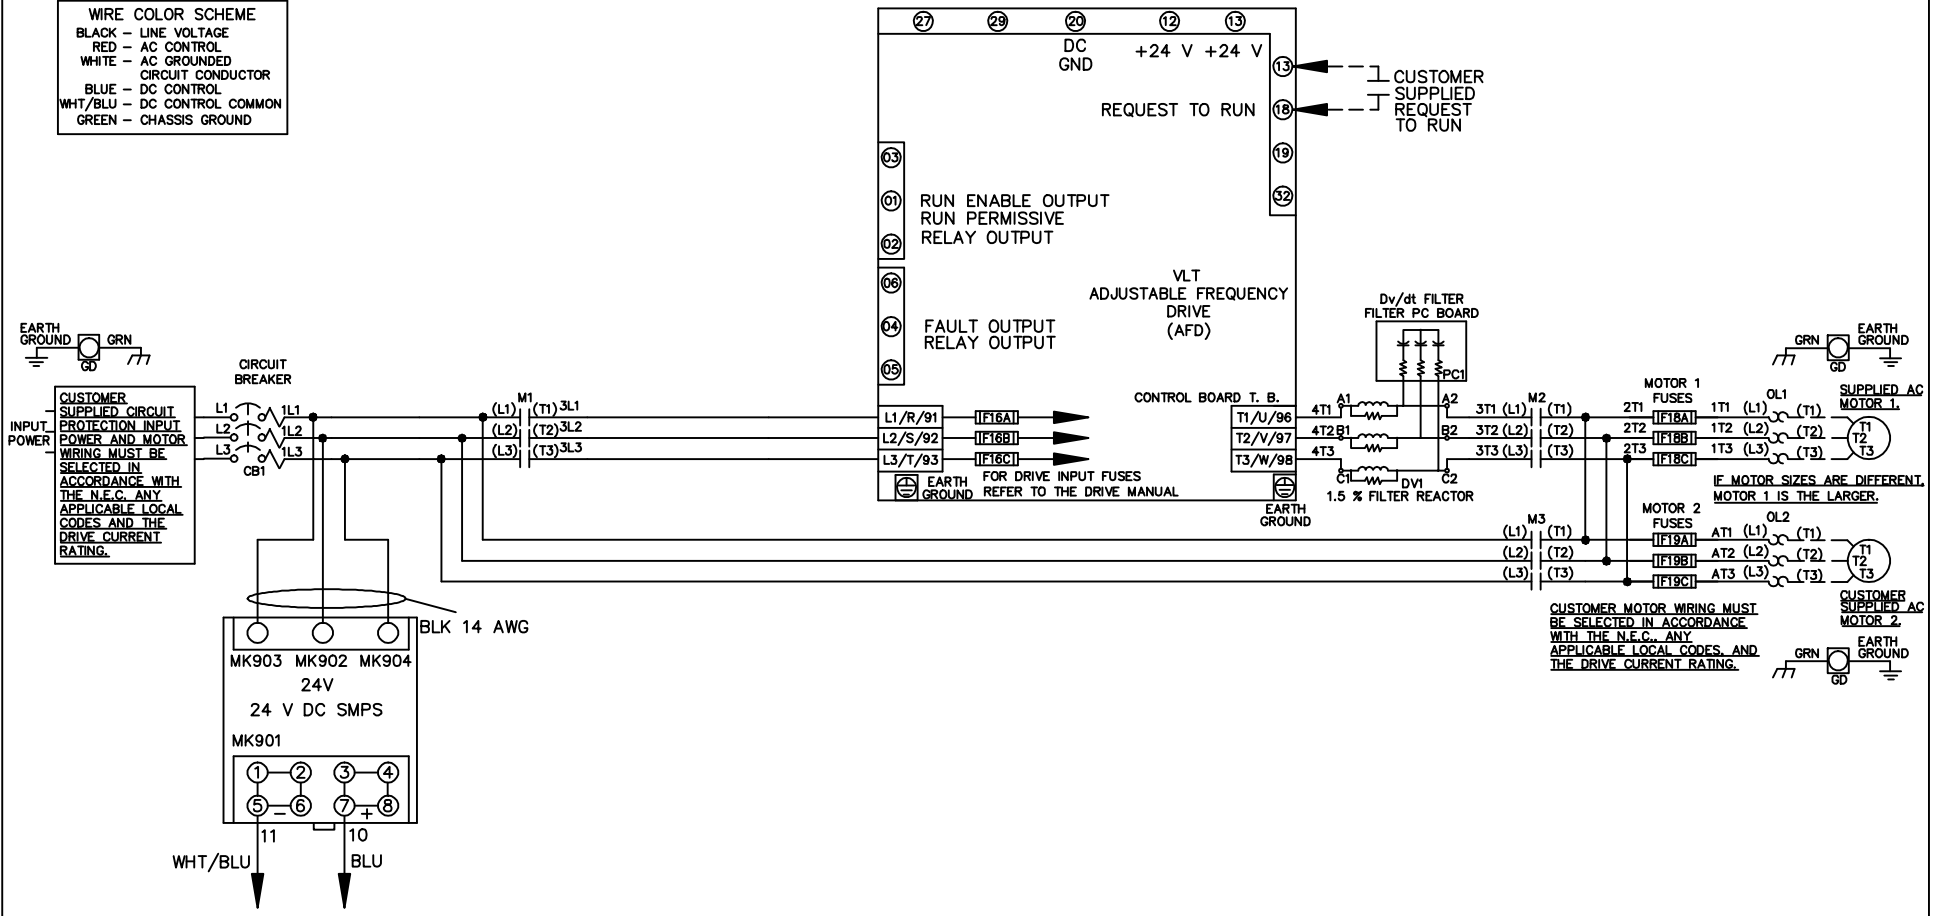 WIRE COLOR SCHEME
BLACK – LINE VOLTAGE
RED – AC CONTROL
WHITE – AC GROUNDED
CIRCUIT CONDUCTOR
BLUE – DC CONTROL
WHT/BLU – DC CONTROL COMMON
GREEN – CHASSIS GROUND
27 29 20 12 13
DC
GND
+24 V +24 V
13
18
19
32
REQUEST TO RUN
CUSTOMER
SUPPLIED
REQUEST
TO RUN
03
01
02
RUN ENABLE OUTPUT
RUN PERMISSIVE
RELAY OUTPUT
06
04
05
FAULT OUTPUT
RELAY OUTPUT
VLT
ADJUSTABLE FREQUENCY
DRIVE
(AFD)
CONTROL BOARD T. B.
L1/R/91 F16A
L2/S/92 F16B
L3/T/93 F16C
T1/U/96
T2/V/97
T3/W/98
EARTH
GROUND
FOR DRIVE INPUT FUSES
REFER TO THE DRIVE MANUAL
EARTH
GROUND
EARTH
GROUND
GRN
GD
INPUT
POWER
CUSTOMER
SUPPLIED CIRCUIT
PROTECTION INPUT
POWER AND MOTOR
WIRING MUST BE
SELECTED IN
ACCORDANCE WITH
THE N.E.C. ANY
APPLICABLE LOCAL
CODES AND THE
DRIVE CURRENT
RATING.
CIRCUIT
BREAKER
L1 1L1
L2 1L2
L3 1L3
CB1
M1
(L1) (T1) 3L1
(L2) (T2) 3L2
(L3) (T3) 3L3
Dv/dt FILTER
FILTER PC BOARD
PC1
4T1 A1 A2
4T2 B1 B2
4T3 C1 C2
DV1
1.5 % FILTER REACTOR
M2
3T1 (L1) (T1)
3T2 (L2) (T2)
3T3 (L3) (T3)
MOTOR 1
FUSES
2T1 F18A 1T1 (L1) (T1)
2T2 F18B 1T2 (L2) (T2)
2T3 F18C 1T3 (L3) (T3)
OL1
GRN
GD
EARTH
GROUND
SUPPLIED AC
MOTOR 1.
T1
T2
T3
IF MOTOR SIZES ARE DIFFERENT,
MOTOR 1 IS THE LARGER.
M3
(L1) (T1)
(L2) (T2)
(L3) (T3)
MOTOR 2
FUSES
F19A AT1 (L1) (T1)
F19B AT2 (L2) (T2)
F19C AT3 (L3) (T3)
OL2
T1
T2
T3
CUSTOMER
SUPPLIED AC
MOTOR 2.
CUSTOMER MOTOR WIRING MUST
BE SELECTED IN ACCORDANCE
WITH THE N.E.C., ANY
APPLICABLE LOCAL CODES, AND
THE DRIVE CURRENT RATING.
GRN
GD
EARTH
GROUND
BLK 14 AWG
MK903 MK902 MK904
24V
24 V DC SMPS
MK901
1 2 3 4
5 – 6 7 + 8
11 10
WHT/BLU BLU